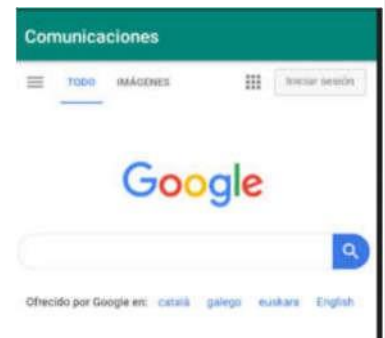 Comunicaciones
TODO IMÁGENES Iniciar sesión
Google
Ofrecido por Google en: català galego euskara English